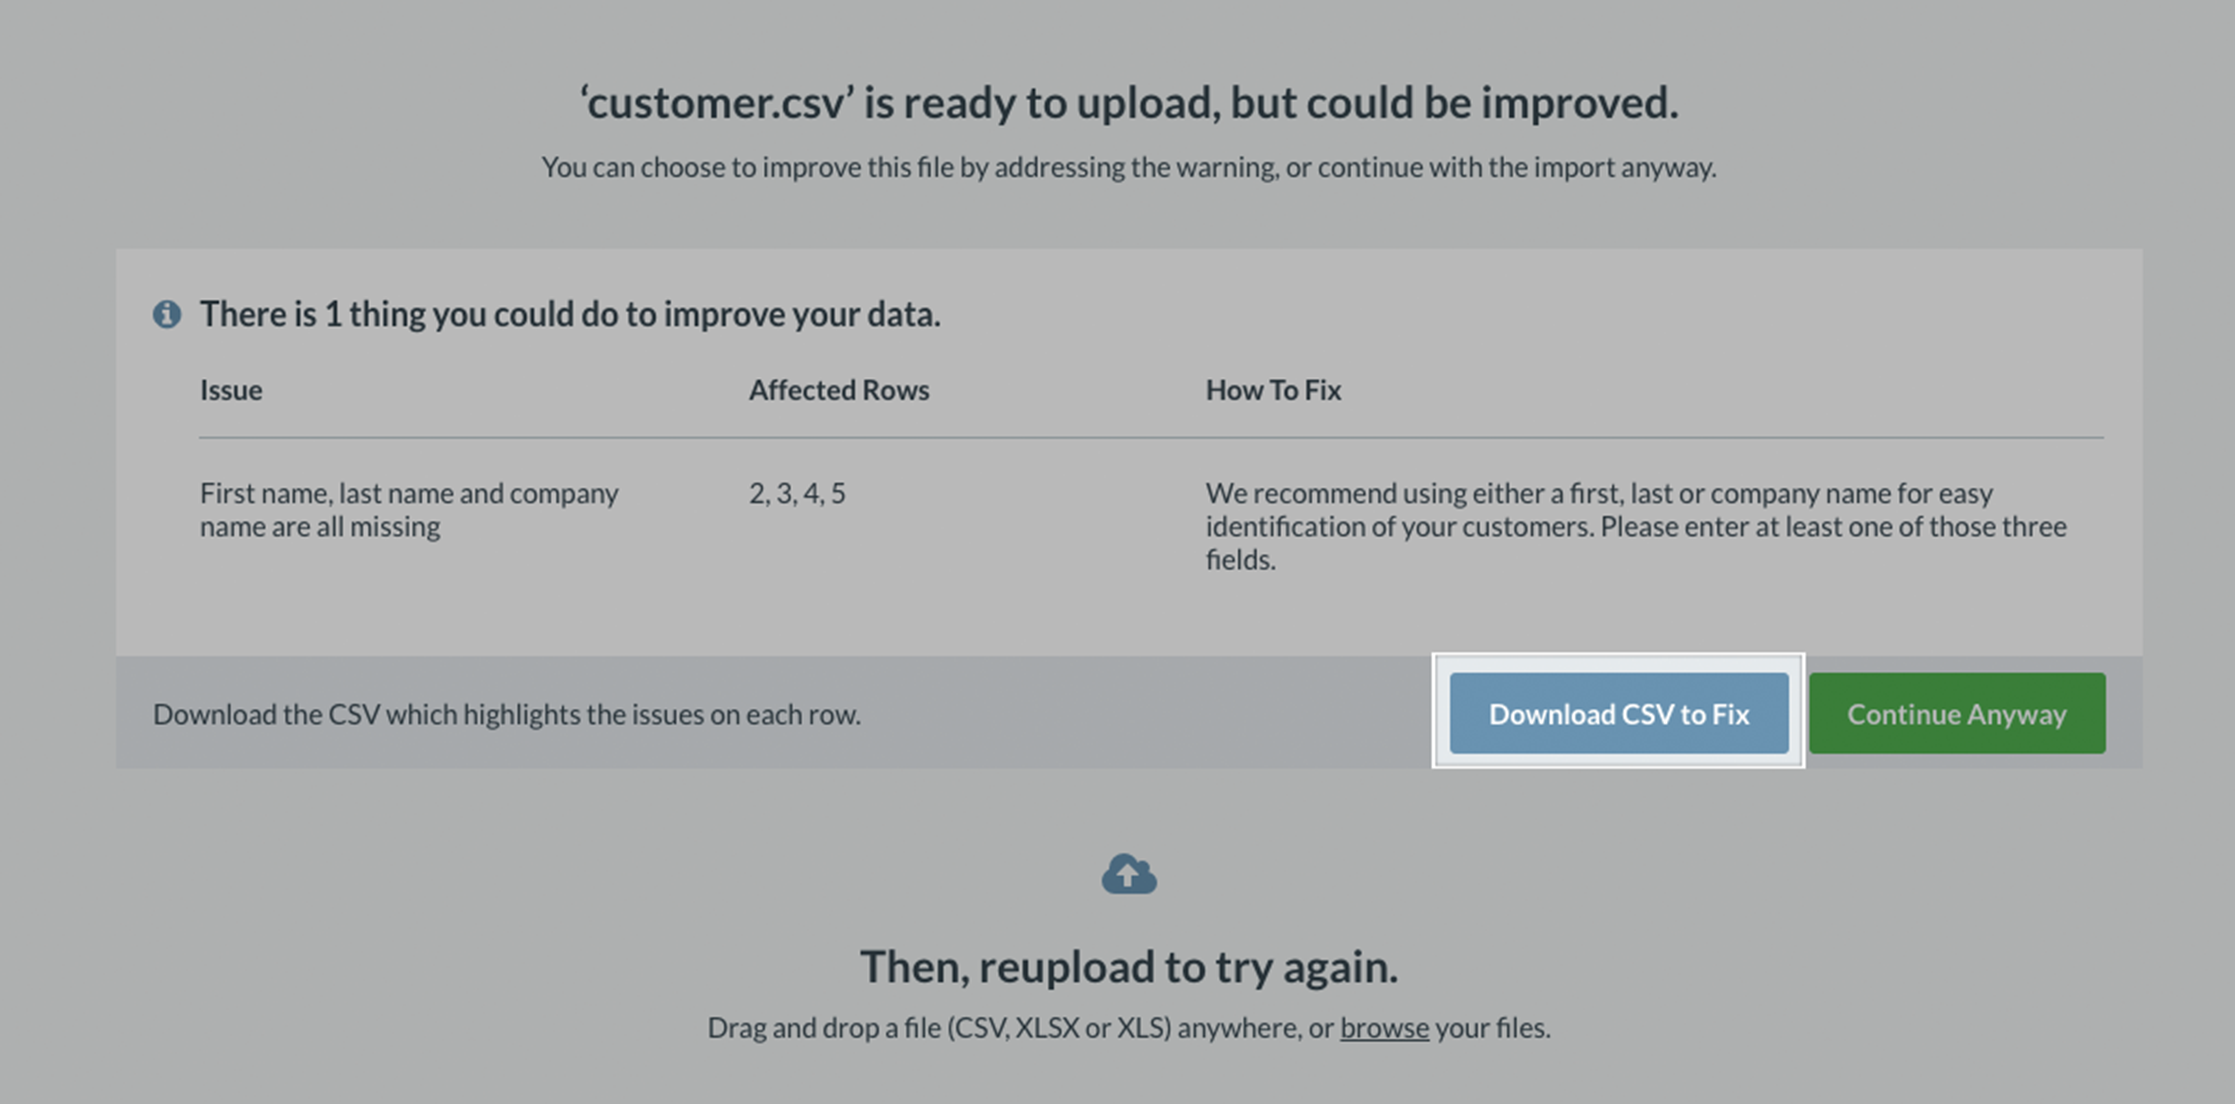 ‘customer.csv’ is ready to upload, but could be improved.
You can choose to improve this file by addressing the warning, or continue with the import anyway.
There is 1 thing you could do to improve your data.
Issue
Affected Rows
How To Fix
First name, last name and company
name are all missing
2, 3, 4, 5
We recommend using either a first, last or company name for easy
identification of your customers. Please enter at least one of those three
fields.
Download the CSV which highlights the issues on each row.
Download CSV to Fix
Continue Anyway
Then, reupload to try again.
Drag and drop a file (CSV, XLSX or XLS) anywhere, or browse your files.